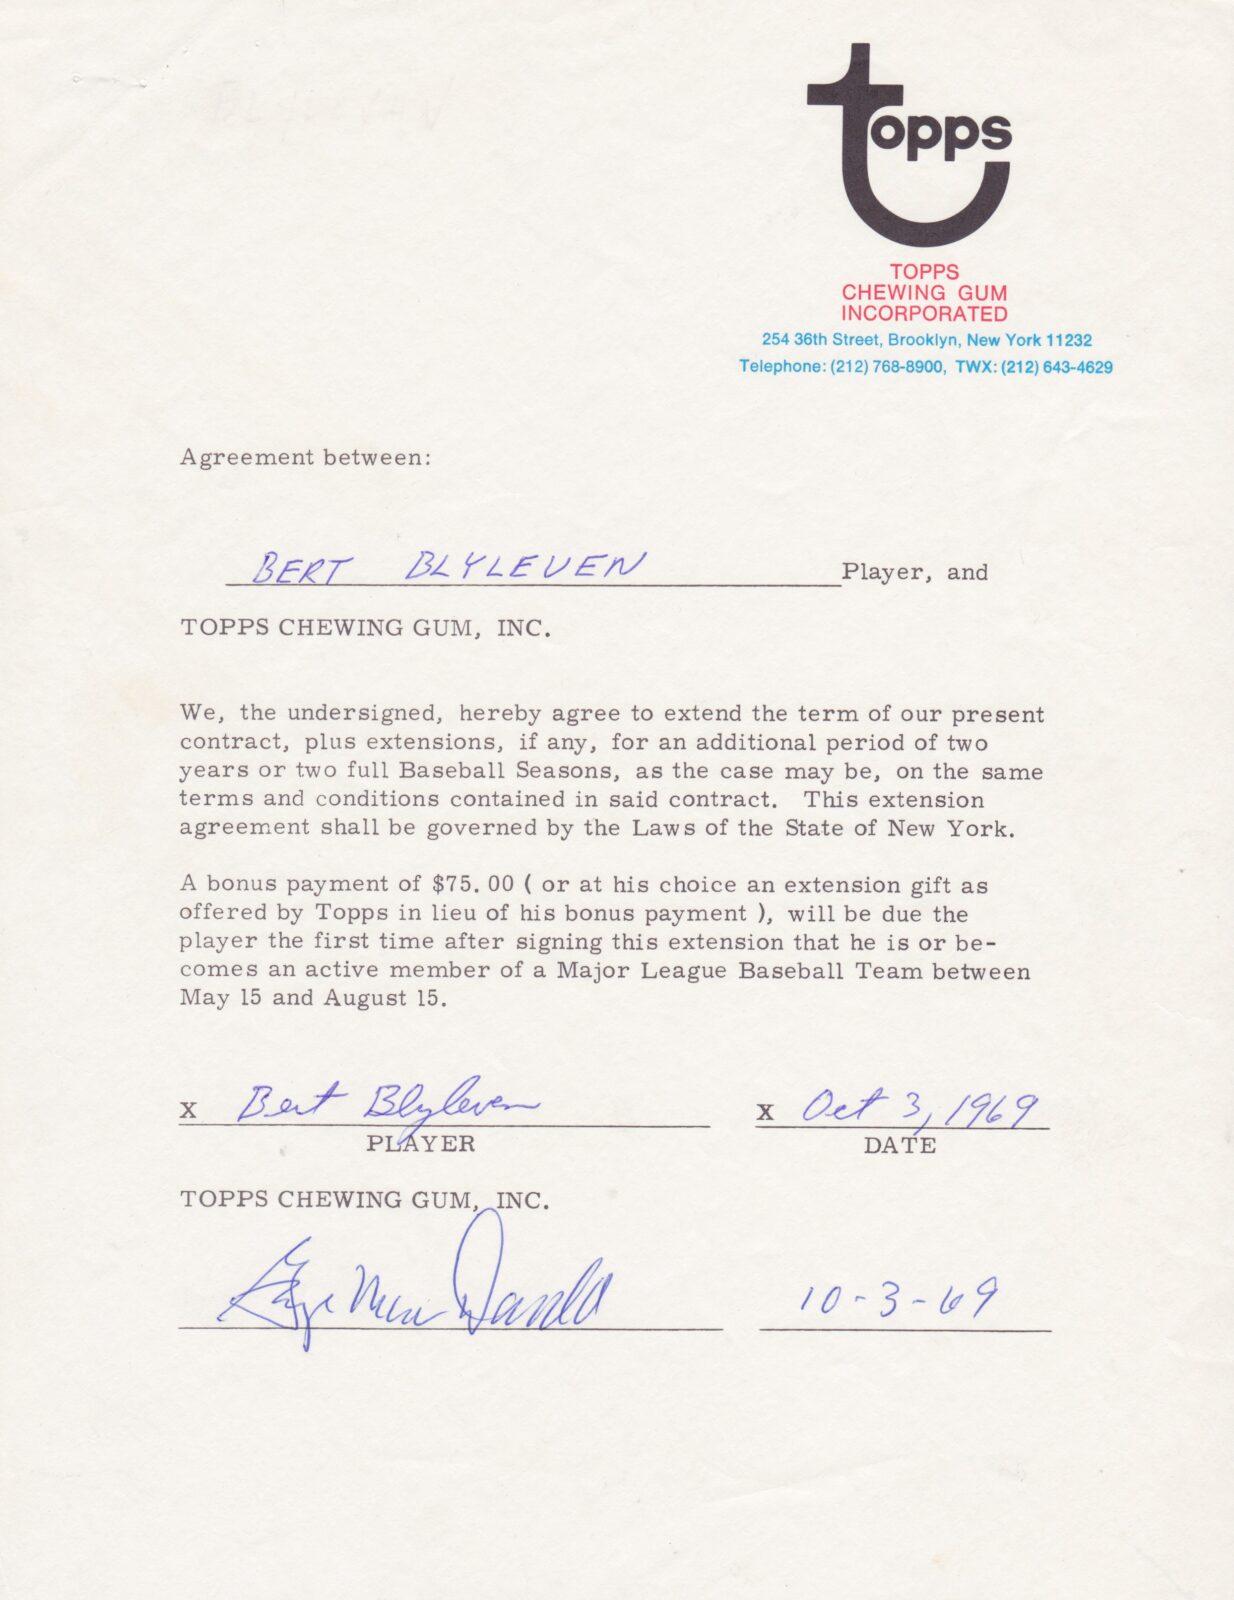 topps
TOPPS
CHEWING GUM
INCORPORATED
254 36th Street, Brooklyn, New York 11232
Telephone: (212) 768-8900, TWX: (212) 643-4629
Agreement between:
BERT BLYLEVEN Player, and
TOPPS CHEWING GUM, INC.
We, the undersigned, hereby agree to extend the term of our present
contract, plus extensions, if any, for an additional period of two
years or two full Baseball Seasons, as the case may be, on the same
terms and conditions contained in said contract. This extension
agreement shall be governed by the Laws of the State of New York.
A bonus payment of $75.00 ( or at his choice an extension gift as
offered by Topps in lieu of his bonus payment ), will be due the
player the first time after signing this extension that he is or be-
comes an active member of a Major League Baseball Team between
May 15 and August 15.
X Bert Blyleven X Oct 3, 1969
PLAYER DATE
TOPPS CHEWING GUM, INC.
10-3-69